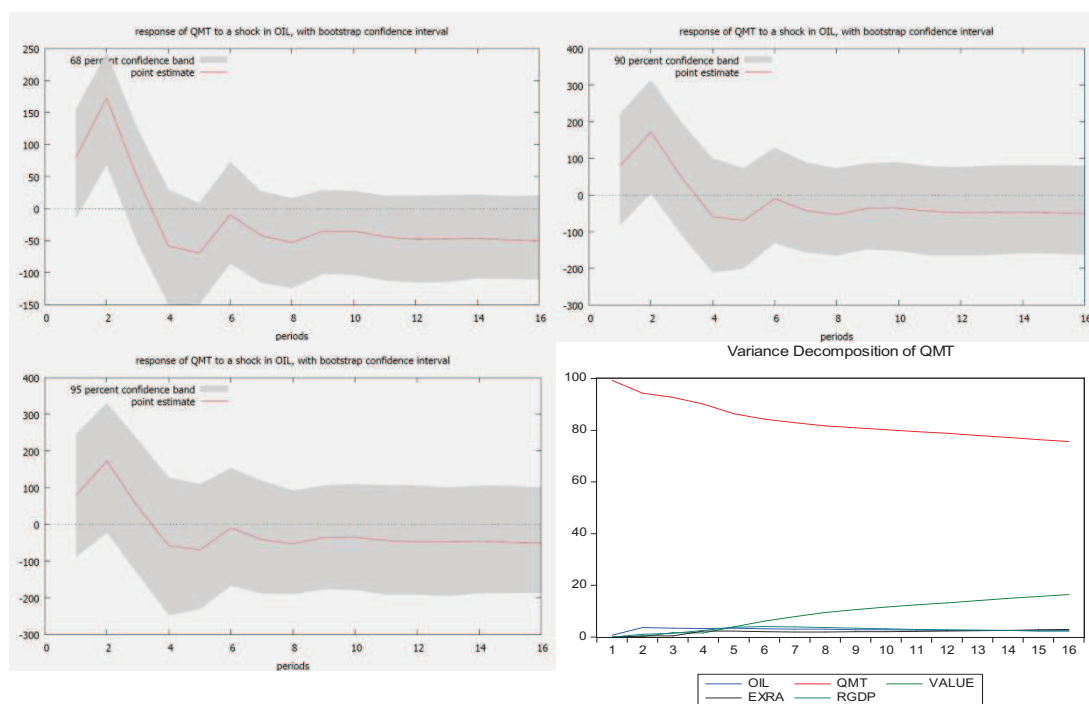 response of QMT to a shock in OIL, with bootstrap confidence interval
250
200
150
100
50
0
-50
-100
-150
68 percent confidence band
point estimate
0 2 4 6 8 10 12 14 16
periods
response of QMT to a shock in OIL, with bootstrap confidence interval
400
300
200
100
0
-100
-200
-300
90 percent confidence band
point estimate
0 2 4 6 8 10 12 14 16
periods
response of QMT to a shock in OIL, with bootstrap confidence interval
400
300
200
100
0
-100
-200
-300
95 percent confidence band
point estimate
0 2 4 6 8 10 12 14 16
periods
Variance Decomposition of QMT
100
80
60
40
20
0
1 2 3 4 5 6 7 8 9 10 11 12 13 14 15 16
OIL QMT VALUE
EXRA RGDP